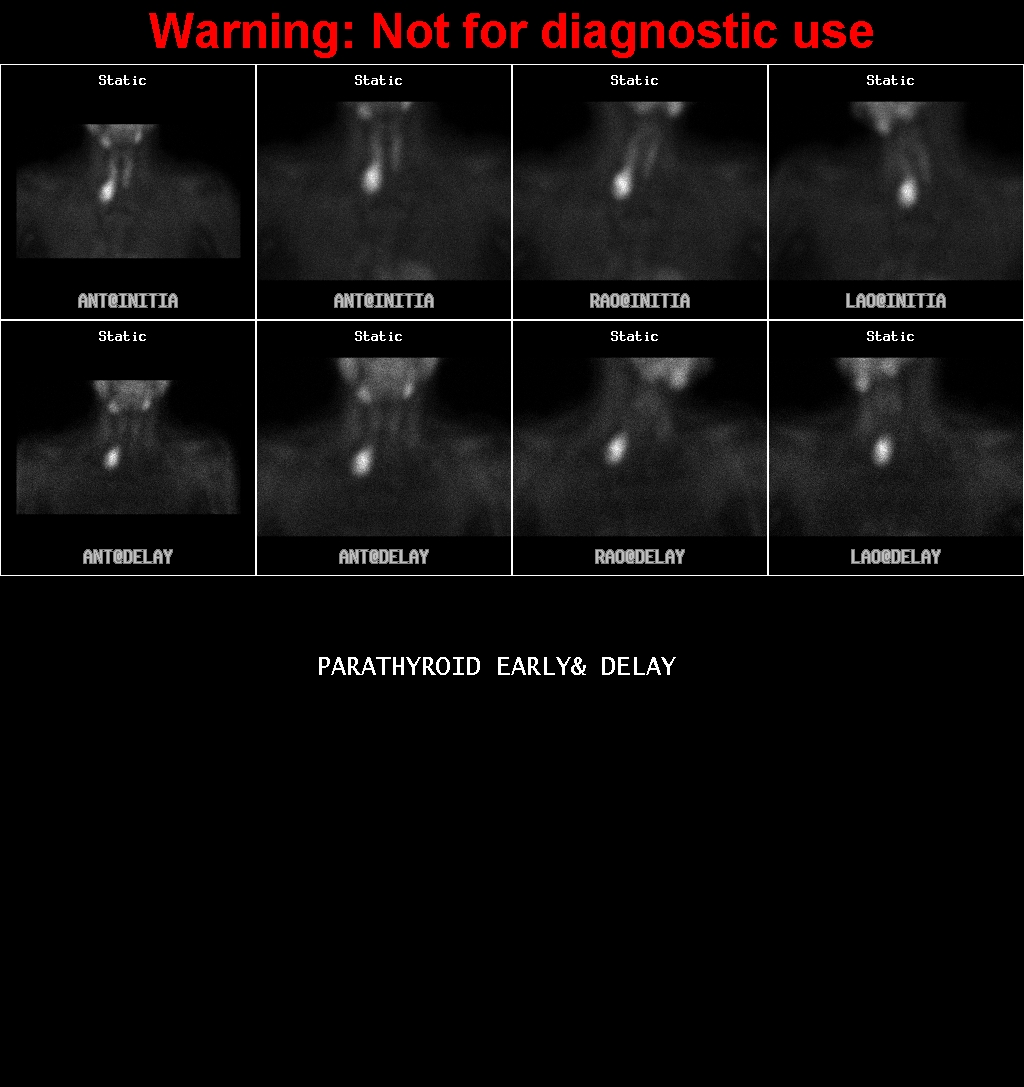 Warning: Not for diagnostic use
Static Static Static Static
ANT@INITIA ANT@INITIA RAO@INITIA LAO@INITIA
Static Static Static Static
ANT@DELAY ANT@DELAY RAO@DELAY LAO@DELAY
PARATHYROID EARLY& DELAY